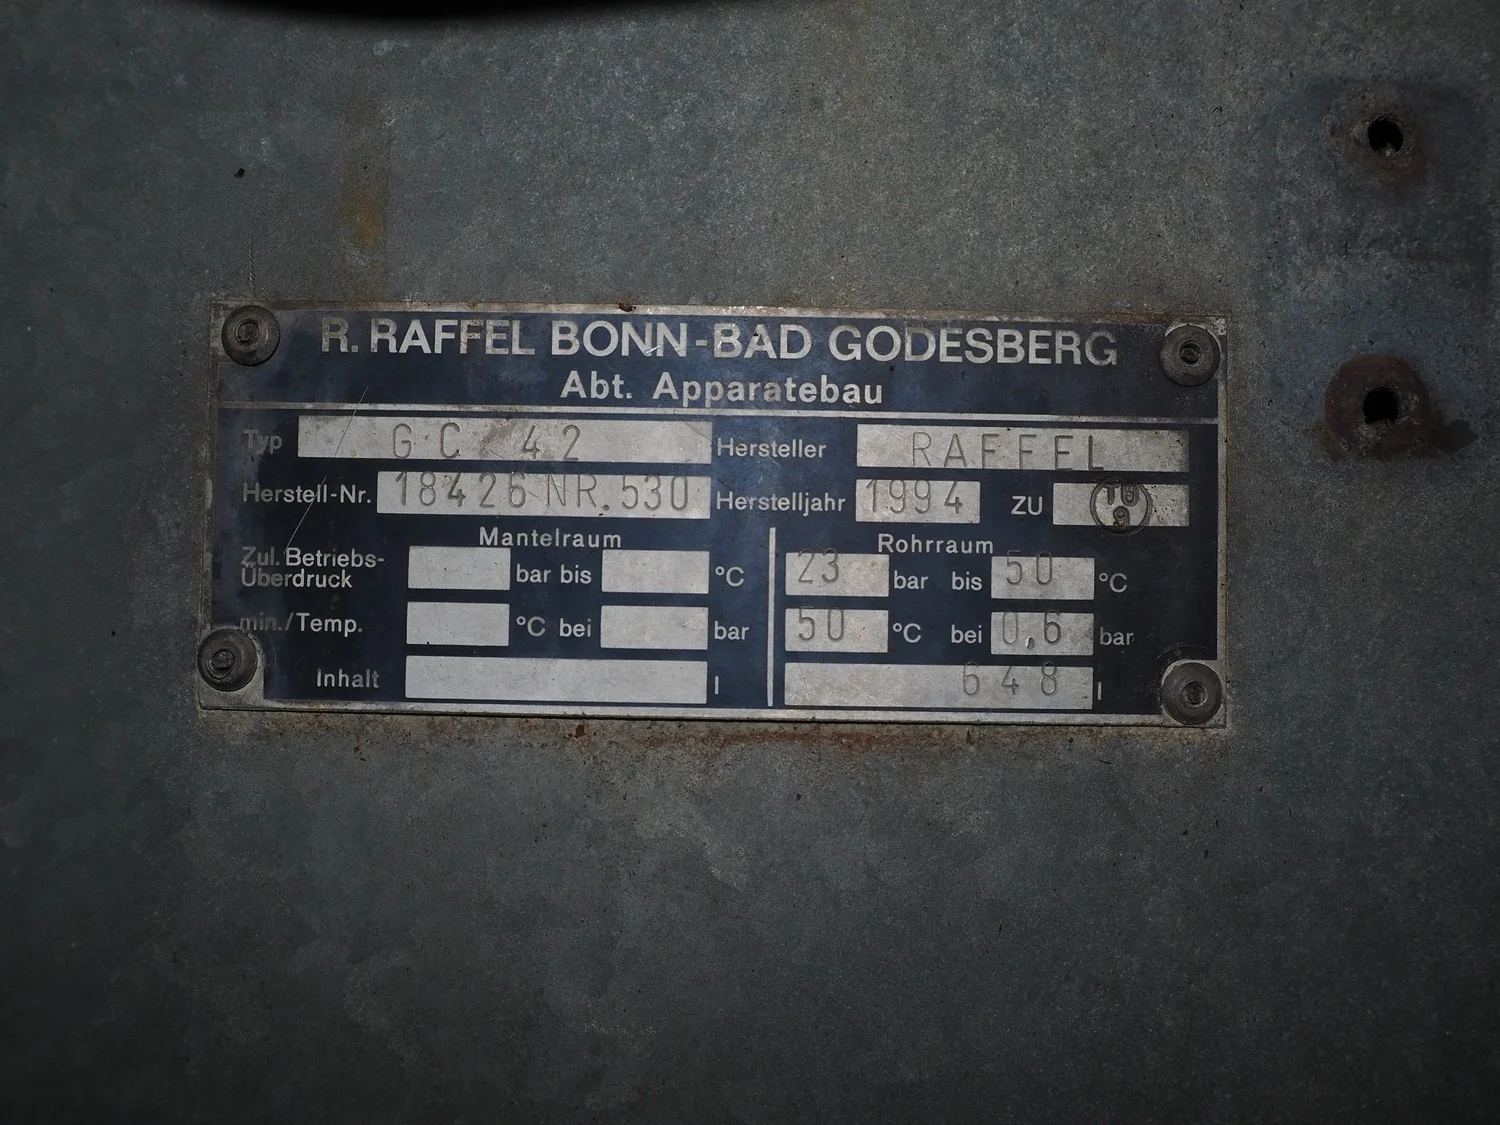 R. RAFFEL BONN-BAD GODESBERG
Abt. Apparatebau
Typ GC 42 Hersteller RAFFEL
Herstell-Nr. 18426 NR. 530 Herstelljahr 1994 ZU TÜ 9
Mantelraum Rohrraum
Zul. Betriebs-
Überdruck bar bis °C 23 bar bis 50 °C
min./Temp. °C bei bar 50 °C bei 0,6 bar
Inhalt l 648 l